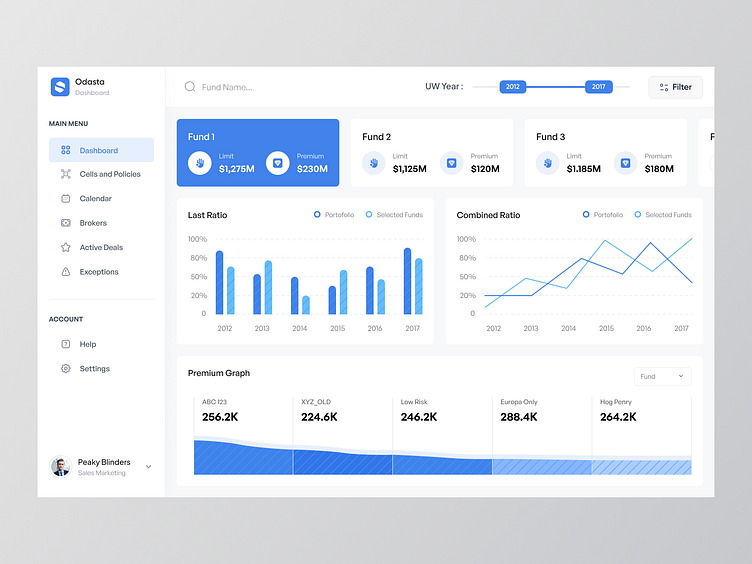 Odasta
Dashboard
Fund Name...
UW Year :
2012
2017
Filter
MAIN MENU
Dashboard
Cells and Policies
Calendar
Brokers
Active Deals
Exceptions
ACCOUNT
Help
Settings
Peaky Blinders
Sales Marketing
Fund 1
Limit
$1,275M
Premium
$230M
Fund 2
Limit
$1,125M
Premium
$120M
Fund 3
Limit
$1.185M
Premium
$180M
F
Last Ratio
Portofolio
Selected Funds
100%
80%
50%
20%
0
2012 2013 2014 2015 2016 2017
Combined Ratio
Portofolio
Selected Funds
100%
80%
50%
20%
0
2012 2013 2014 2015 2016 2017
Premium Graph
Fund
ABC 123
256.2K
XYZ_OLD
224.6K
Low Risk
246.2K
Europa Only
288.4K
Hog Penry
264.2K